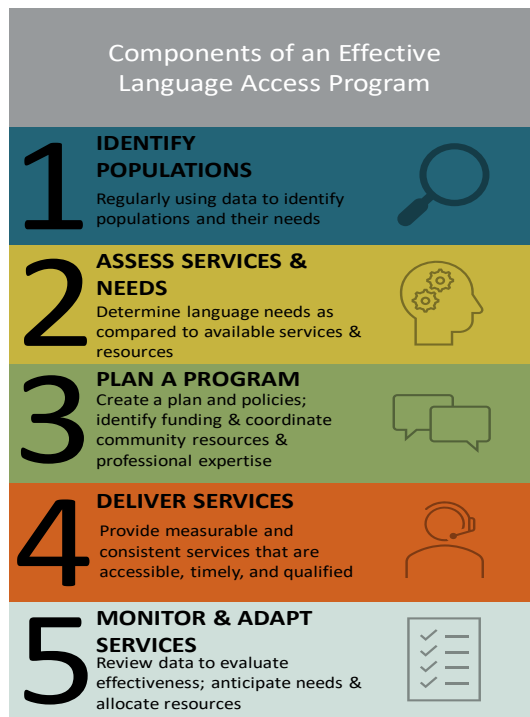 Components of an Effective
Language Access Program
1
IDENTIFY
POPULATIONS
Regularly using data to identify
populations and their needs
2
ASSESS SERVICES &
NEEDS
Determine language needs as
compared to available services &
resources
3
PLAN A PROGRAM
Create a plan and policies;
identify funding & coordinate
community resources &
professional expertise
4
DELIVER SERVICES
Provide measurable and
consistent services that are
accessible, timely, and qualified
5
MONITOR & ADAPT
SERVICES
Review data to evaluate
effectiveness; anticipate needs &
allocate resources